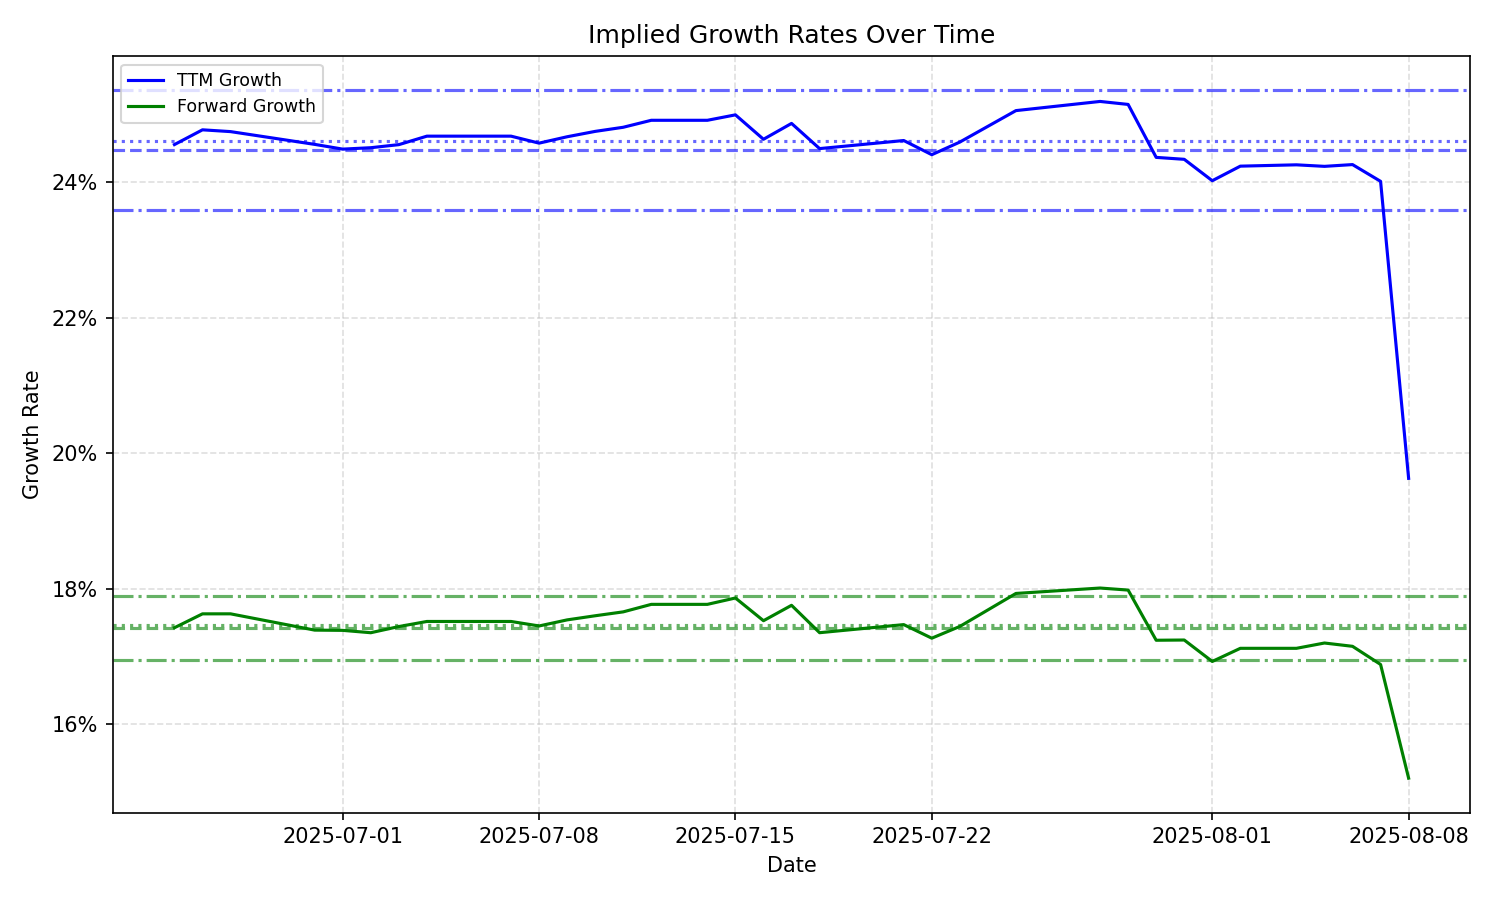 Implied Growth Rates Over Time
TTM Growth
Forward Growth
24%
22%
20%
18%
16%
Growth Rate
2025-07-01
2025-07-08
2025-07-15
2025-07-22
2025-08-01
2025-08-08
Date